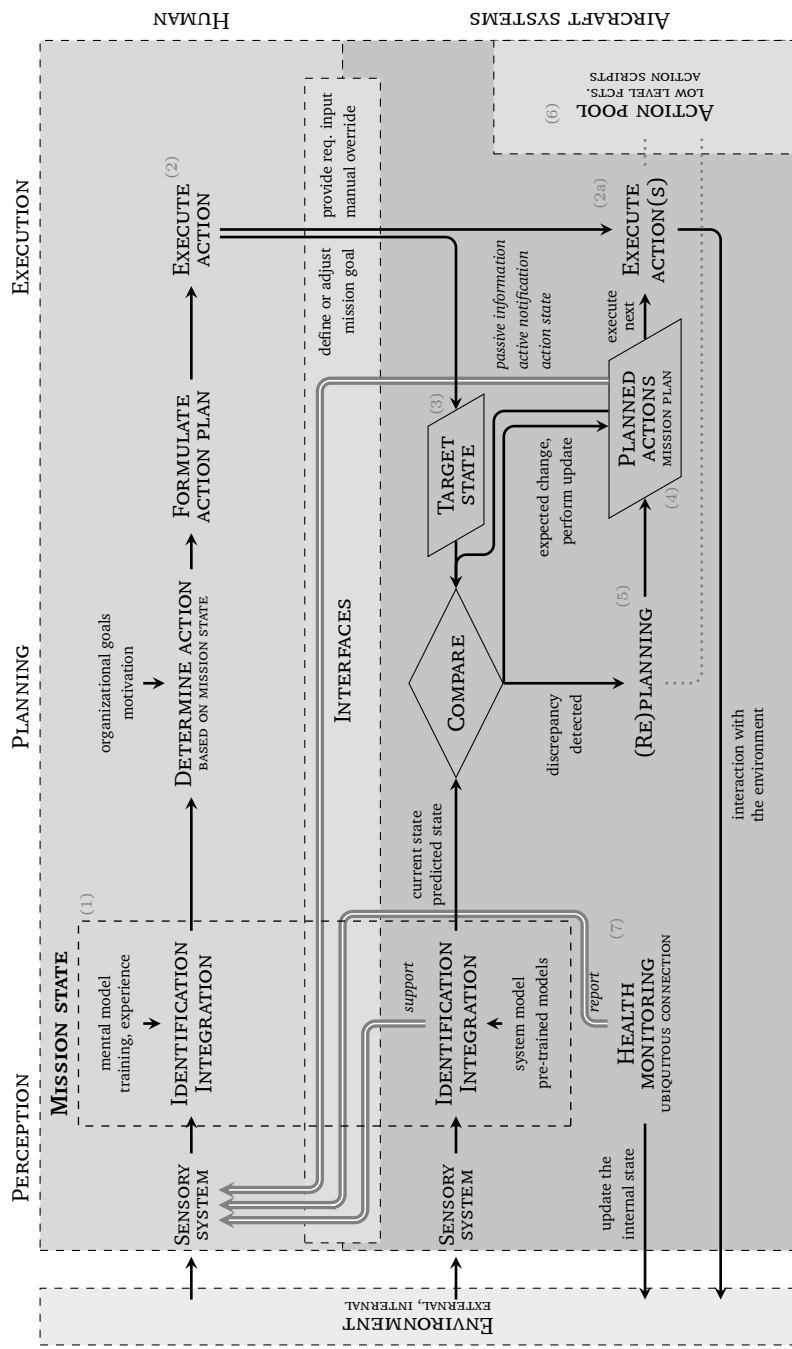 PERCEPTION
PLANNING
EXECUTION
HUMAN
AIRCRAFT SYSTEMS
ENVIRONMENT
EXTERNAL, INTERNAL
MISSION STATE
(1)
SENSORY
SYSTEM
mental model
training, experience
IDENTIFICATION
INTEGRATION
organizational goals
motivation
DETERMINE ACTION
BASED ON MISSION STATE
FORMULATE
ACTION PLAN
EXECUTE
ACTION
(2)
INTERFACES
define or adjust
mission goal
provide req. input
manual override
SENSORY
SYSTEM
support
IDENTIFICATION
INTEGRATION
system model
pre-trained models
current state
predicted state
COMPARE
TARGET
STATE
(3)
passive information
active notification
action state
discrepancy
detected
expected change,
perform update
(RE)PLANNING
(5)
PLANNED
ACTIONS
MISSION PLAN
(4)
execute
next
EXECUTE
ACTION(S)
(2a)
(6)
ACTION POOL
LOW LEVEL FCTS.
ACTION SCRIPTS
report
(7)
HEALTH
MONITORING
UBIQUITOUS CONNECTION
update the
internal state
interaction with
the environment